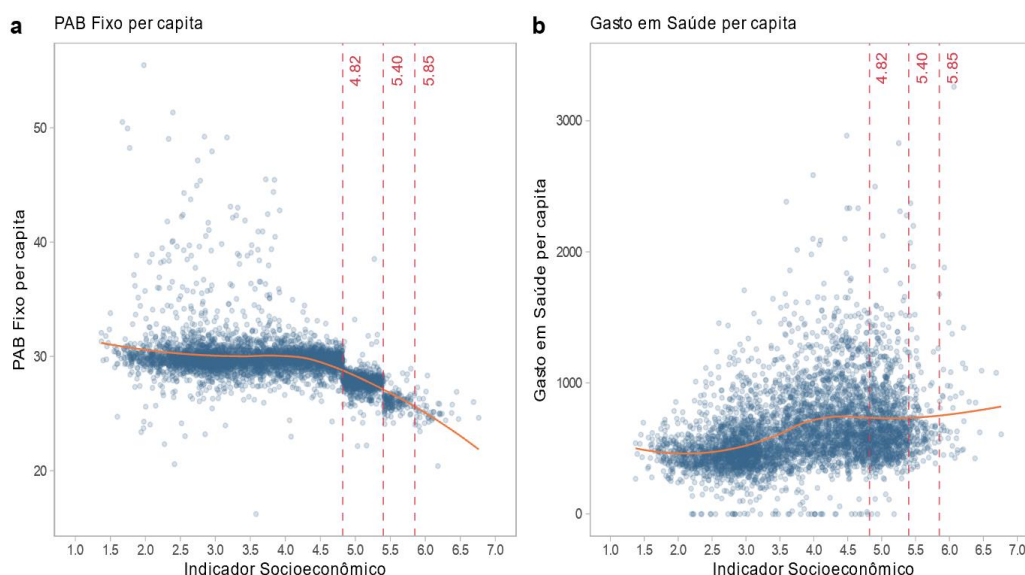 a PAB Fixo per capita
4.82
5.40
5.85
50
40
30
20
PAB Fixo per capita
1.0 1.5 2.0 2.5 3.0 3.5 4.0 4.5 5.0 5.5 6.0 6.5 7.0
Indicador Socioeconômico
b Gasto em Saúde per capita
4.82
5.40
5.85
3000
2000
1000
0
Gasto em Saúde per capita
1.0 1.5 2.0 2.5 3.0 3.5 4.0 4.5 5.0 5.5 6.0 6.5 7.0
Indicador Socioeconômico